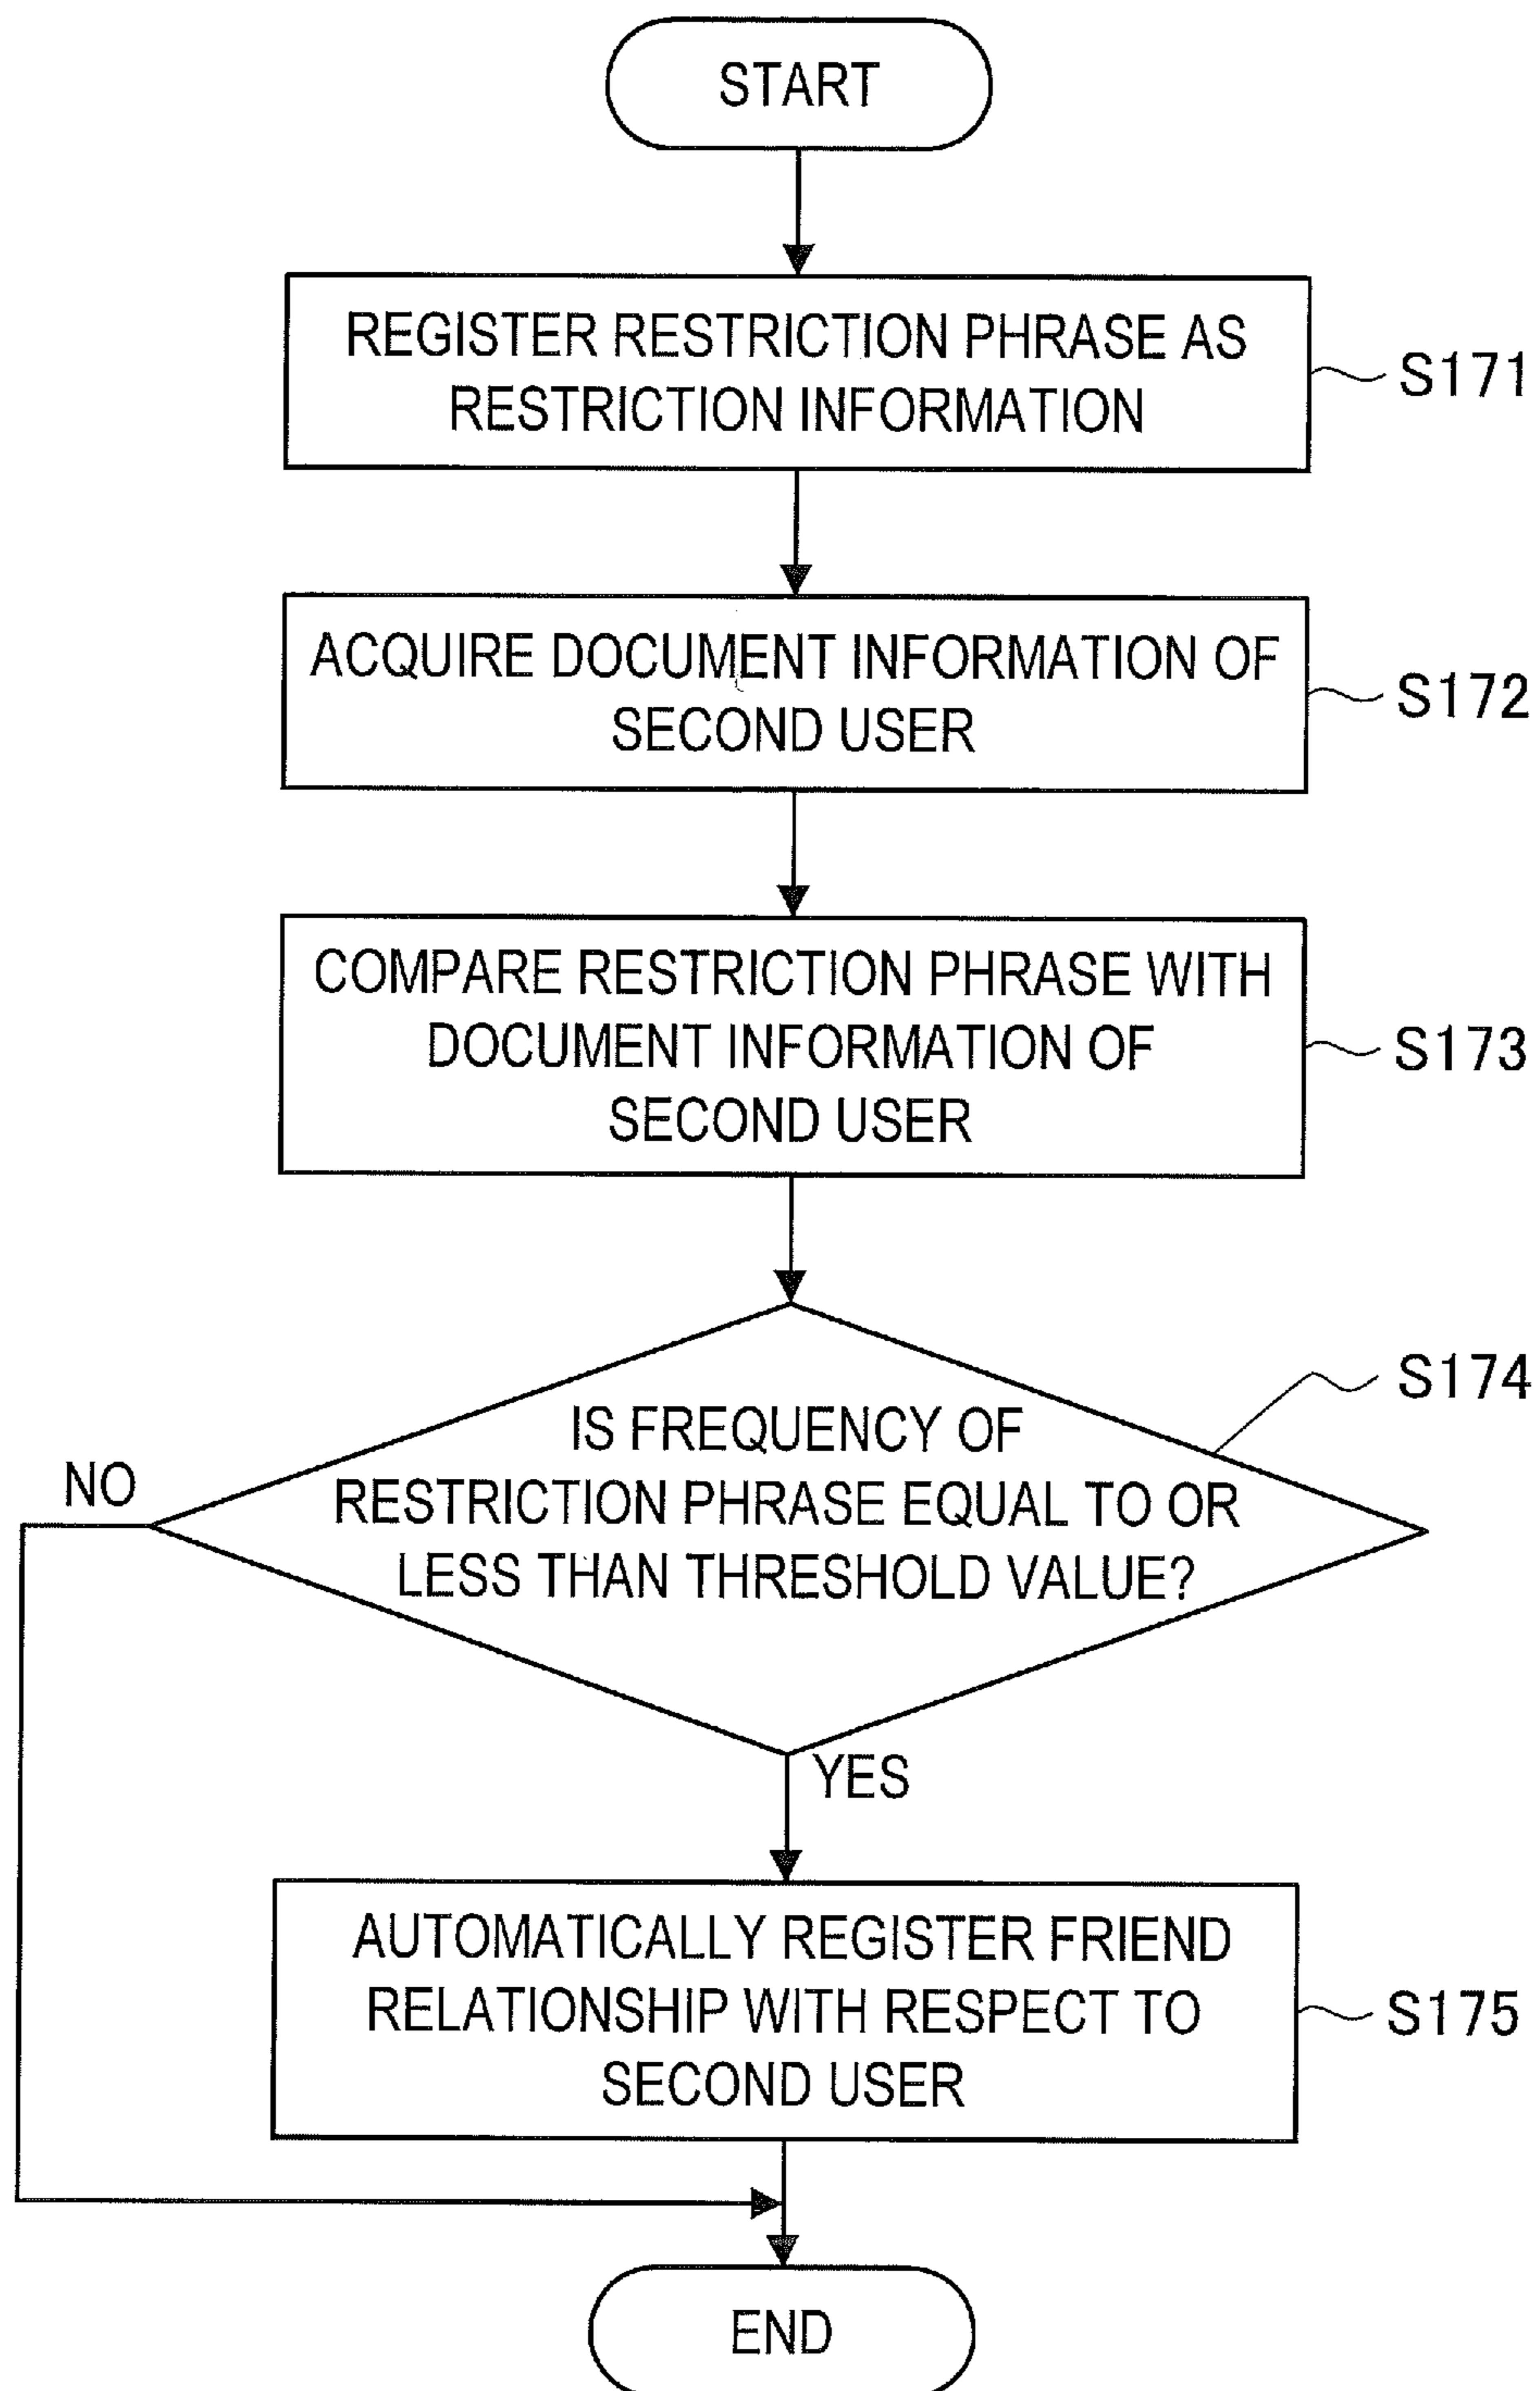 START
REGISTER RESTRICTION PHRASE AS
RESTRICTION INFORMATION
S171
ACQUIRE DOCUMENT INFORMATION OF
SECOND USER
S172
COMPARE RESTRICTION PHRASE WITH
DOCUMENT INFORMATION OF
SECOND USER
S173
S174
IS FREQUENCY OF
RESTRICTION PHRASE EQUAL TO OR
LESS THAN THRESHOLD VALUE?
NO
YES
AUTOMATICALLY REGISTER FRIEND
RELATIONSHIP WITH RESPECT TO
SECOND USER
S175
END